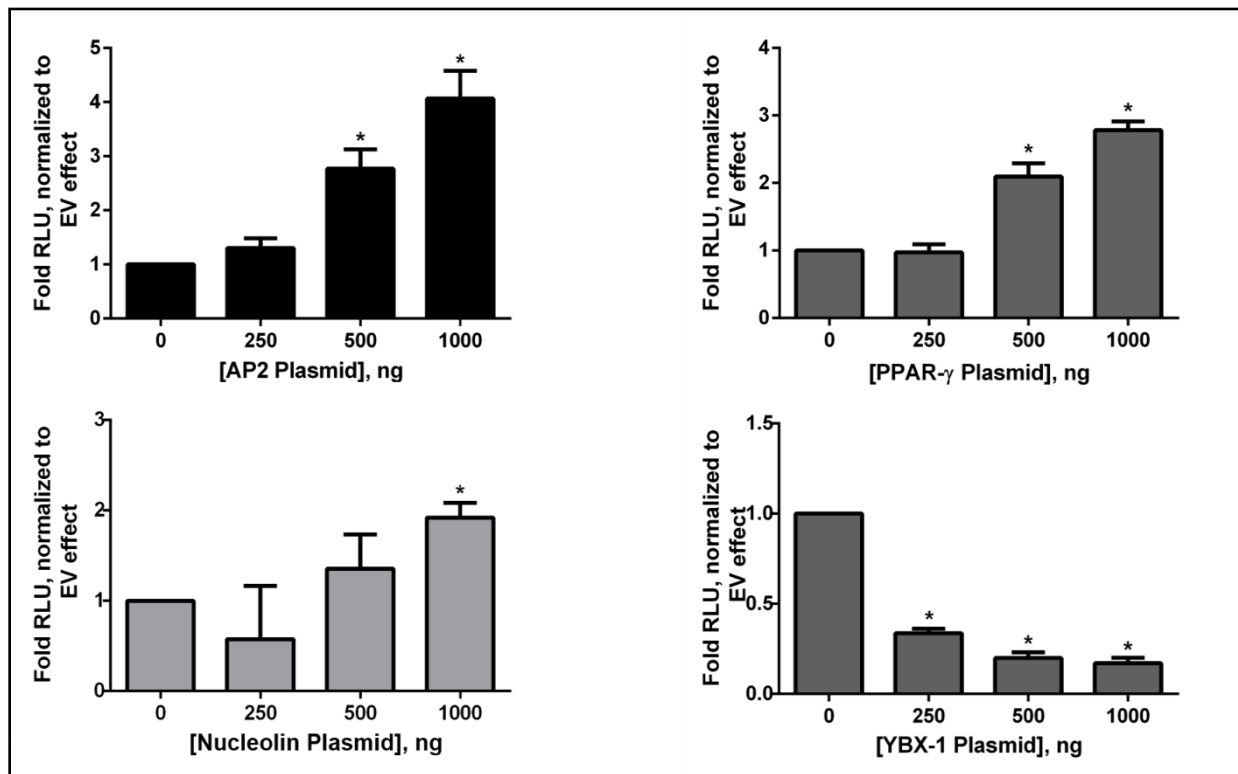 Fold RLU, normalized to
EV effect
5
4
3
2
1
0
*
*
0 250 500 1000
[AP2 Plasmid], ng
Fold RLU, normalized to
EV effect
4
3
2
1
0
*
*
0 250 500 1000
[PPAR-γ Plasmid], ng
Fold RLU, normalized to
EV effect
3
2
1
0
*
0 250 500 1000
[Nucleolin Plasmid], ng
Fold RLU, normalized to
EV effect
1.5
1.0
0.5
0.0
*
*
*
0 250 500 1000
[YBX-1 Plasmid], ng